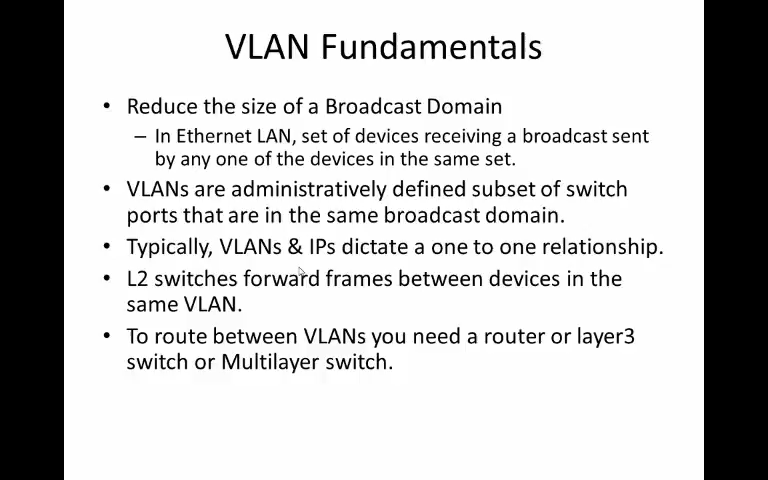 VLAN Fundamentals
• Reduce the size of a Broadcast Domain
– In Ethernet LAN, set of devices receiving a broadcast sent
by any one of the devices in the same set.
• VLANs are administratively defined subset of switch
ports that are in the same broadcast domain.
• Typically, VLANs & IPs dictate a one to one relationship.
• L2 switches forward frames between devices in the
same VLAN.
• To route between VLANs you need a router or layer3
switch or Multilayer switch.